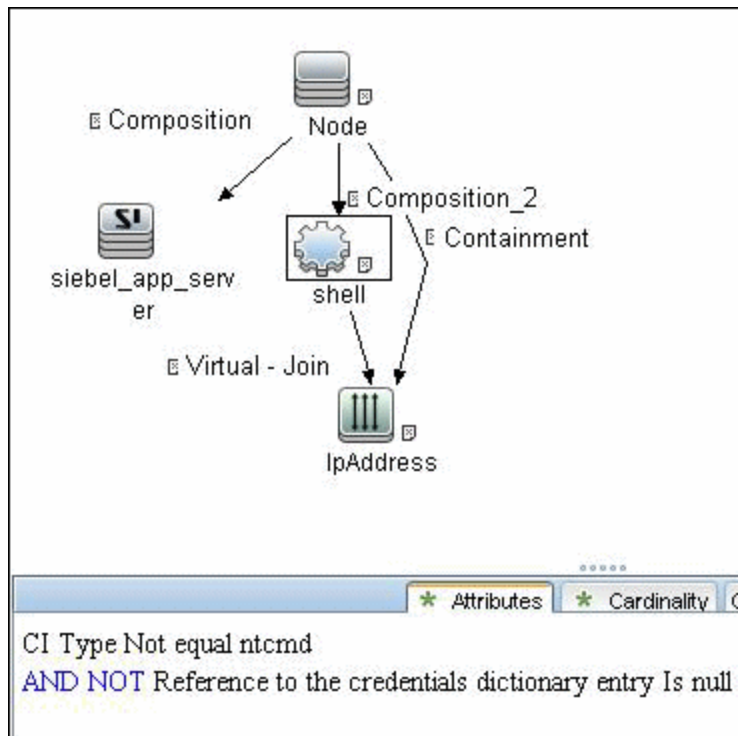 Node
Composition
Composition_2
Containment
SI
siebel_app_serv
er
shell
Virtual - Join
IpAddress
Attributes
Cardinality
CI Type Not equal ntcmd
AND NOT Reference to the credentials dictionary entry Is null